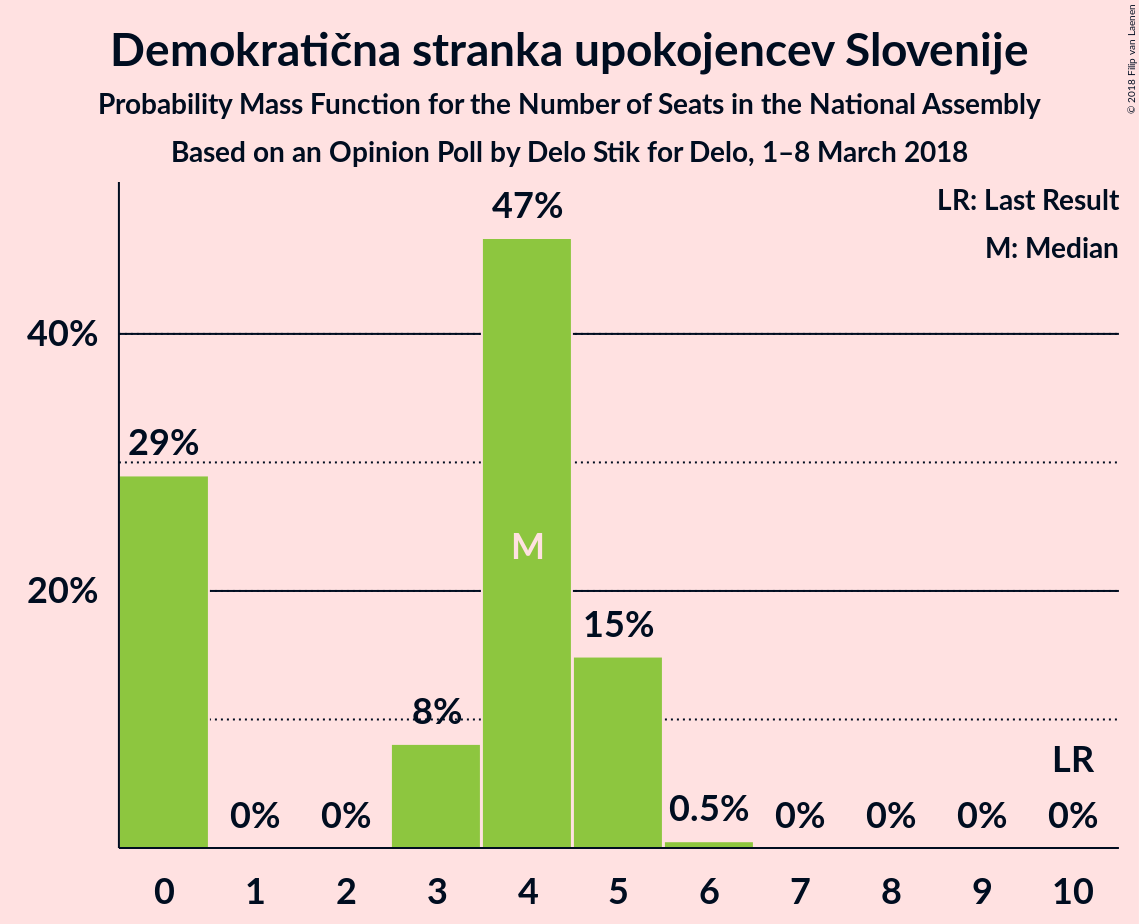 Demokratična stranka upokojencev Slovenije
Probability Mass Function for the Number of Seats in the National Assembly
Based on an Opinion Poll by Delo Stik for Delo, 1–8 March 2018
© 2018 Filip van Laenen
LR: Last Result
M: Median
47%
40%
29%
M
20%
15%
8%
LR
0%
0%
0.5%
0%
0%
0%
0%
0 1 2 3 4 5 6 7 8 9 10